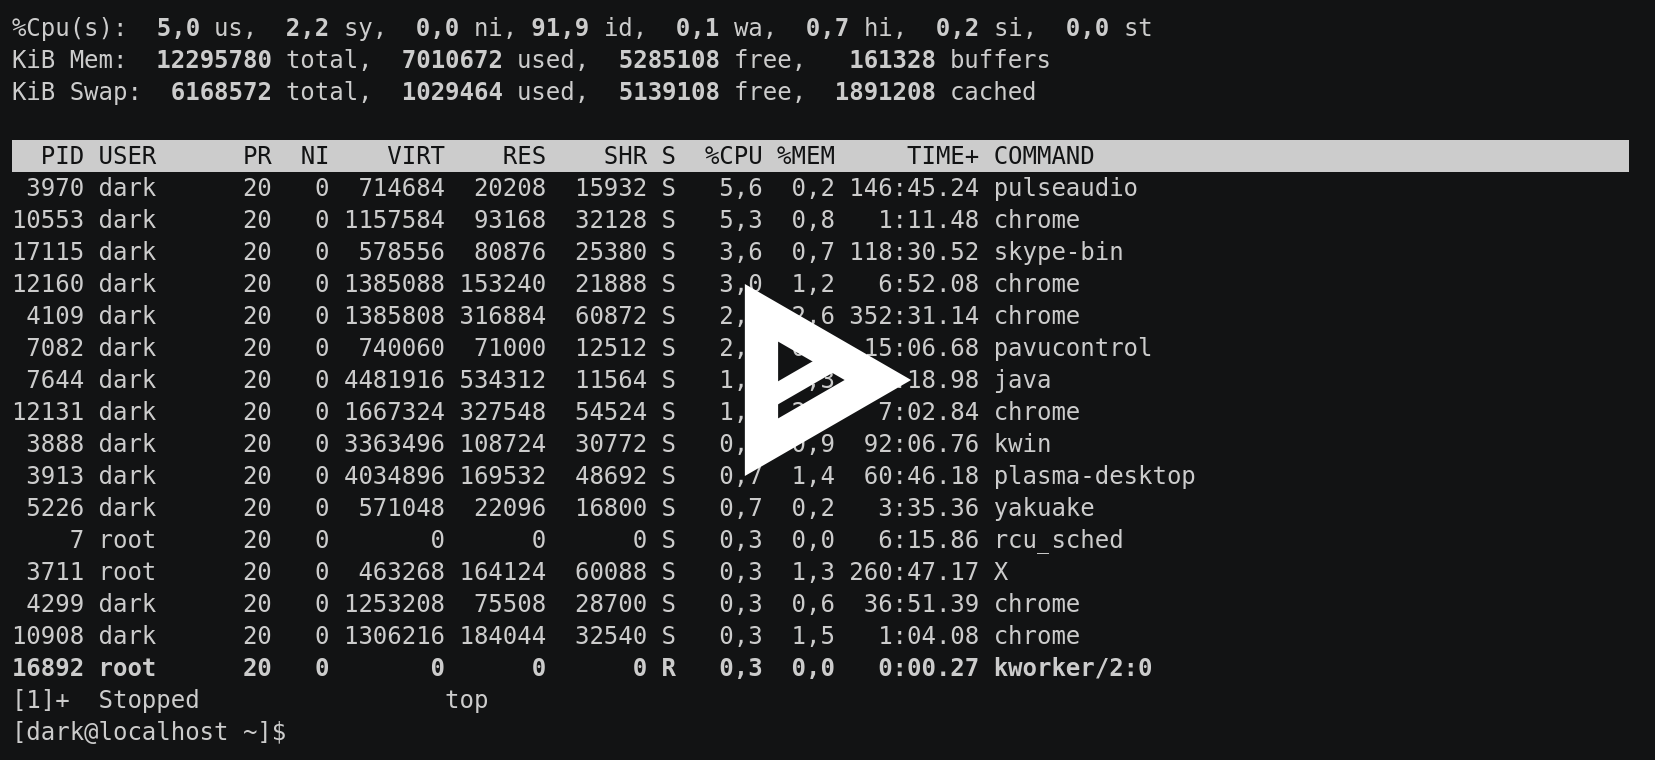 %Cpu(s):  5,0 us,  2,2 sy,  0,0 ni, 91,9 id,  0,1 wa,  0,7 hi,  0,2 si,  0,0 st
KiB Mem:  12295780 total,  7010672 used,  5285108 free,   161328 buffers
KiB Swap:  6168572 total,  1029464 used,  5139108 free,  1891208 cached
  PID USER      PR  NI    VIRT    RES    SHR S  %CPU %MEM     TIME+ COMMAND
 3970 dark      20   0  714684  20208  15932 S   5,6  0,2 146:45.24 pulseaudio
10553 dark      20   0 1157584  93168  32128 S   5,3  0,8   1:11.48 chrome
17115 dark      20   0  578556  80876  25380 S   3,6  0,7 118:30.52 skype-bin
12160 dark      20   0 1385088 153240  21888 S   3,0  1,2   6:52.08 chrome
 4109 dark      20   0 1385808 316884  60872 S   2,  2,6 352:31.14 chrome
 7082 dark      20   0  740060  71000  12512 S   2,   15:06.68 pavucontrol
 7644 dark      20   0 4481916 534312  11564 S   1,  ,3  18.98 java
12131 dark      20   0 1667324 327548  54524 S   1,   7:02.84 chrome
 3888 dark      20   0 3363496 108724  30772 S   0,  0,9  92:06.76 kwin
 3913 dark      20   0 4034896 169532  48692 S   0,7  1,4  60:46.18 plasma-desktop
 5226 dark      20   0  571048  22096  16800 S   0,7  0,2   3:35.36 yakuake
    7 root      20   0       0      0      0 S   0,3  0,0   6:15.86 rcu_sched
 3711 root      20   0  463268 164124  60088 S   0,3  1,3 260:47.17 X
 4299 dark      20   0 1253208  75508  28700 S   0,3  0,6  36:51.39 chrome
10908 dark      20   0 1306216 184044  32540 S   0,3  1,5   1:04.08 chrome
16892 root      20   0       0      0      0 R   0,3  0,0   0:00.27 kworker/2:0
[1]+  Stopped                 top
[dark@localhost ~]$